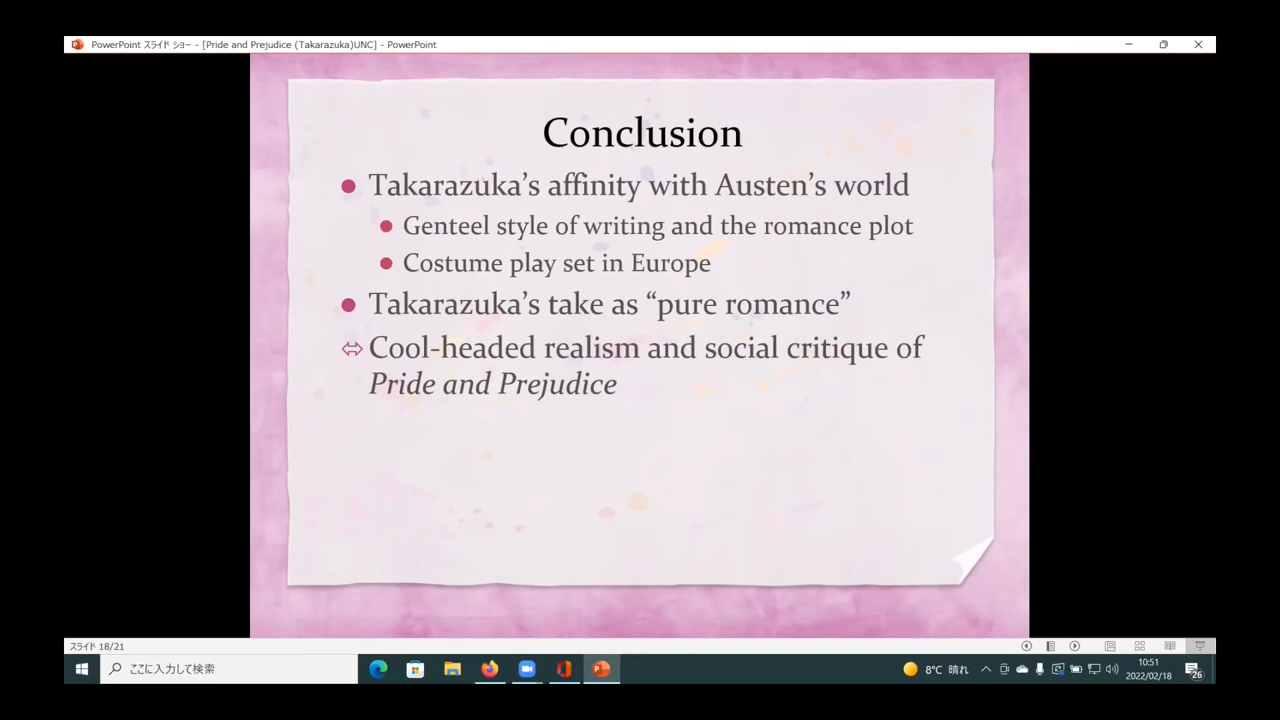 PowerPoint スライド ショー - [Pride and Prejudice (Takarazuka)UNC] - PowerPoint
Conclusion
Takarazuka's affinity with Austen's world
Genteel style of writing and the romance plot
Costume play set in Europe
Takarazuka's take as “pure romance”
⇔ Cool-headed realism and social critique of
Pride and Prejudice
スライド 18/21
ここに入力して検索
8°C 晴れ
10:51
2022/02/18
26